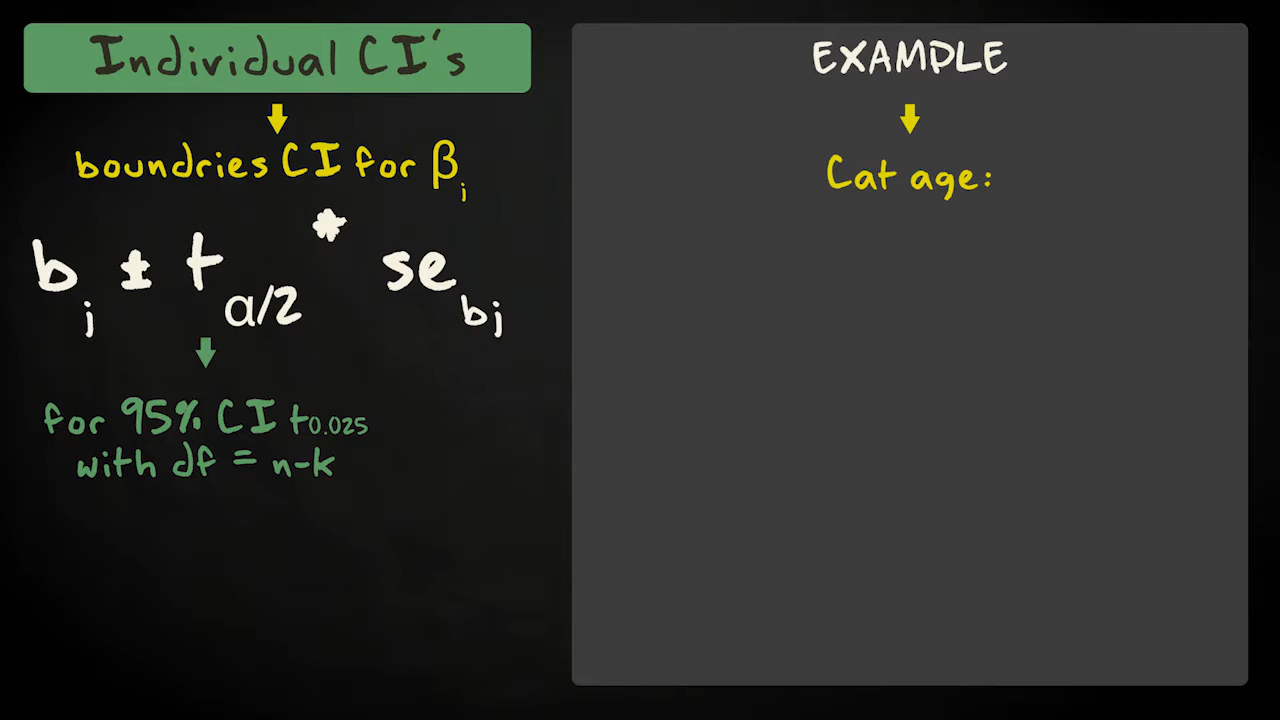 Individual CI's
boundries CI for βj
bj ± tα/2 * sebj
for 95% CI t0.025
with df = n-k
EXAMPLE
Cat age: